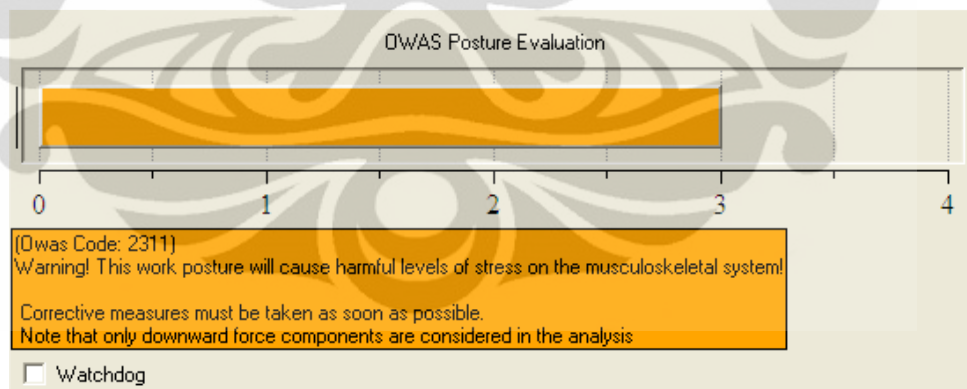 OWAS Posture Evaluation
0 1 2 3 4
(Owas Code: 2311)
Warning! This work posture will cause harmful levels of stress on the musculoskeletal system!
Corrective measures must be taken as soon as possible.
Note that only downward force components are considered in the analysis
Watchdog